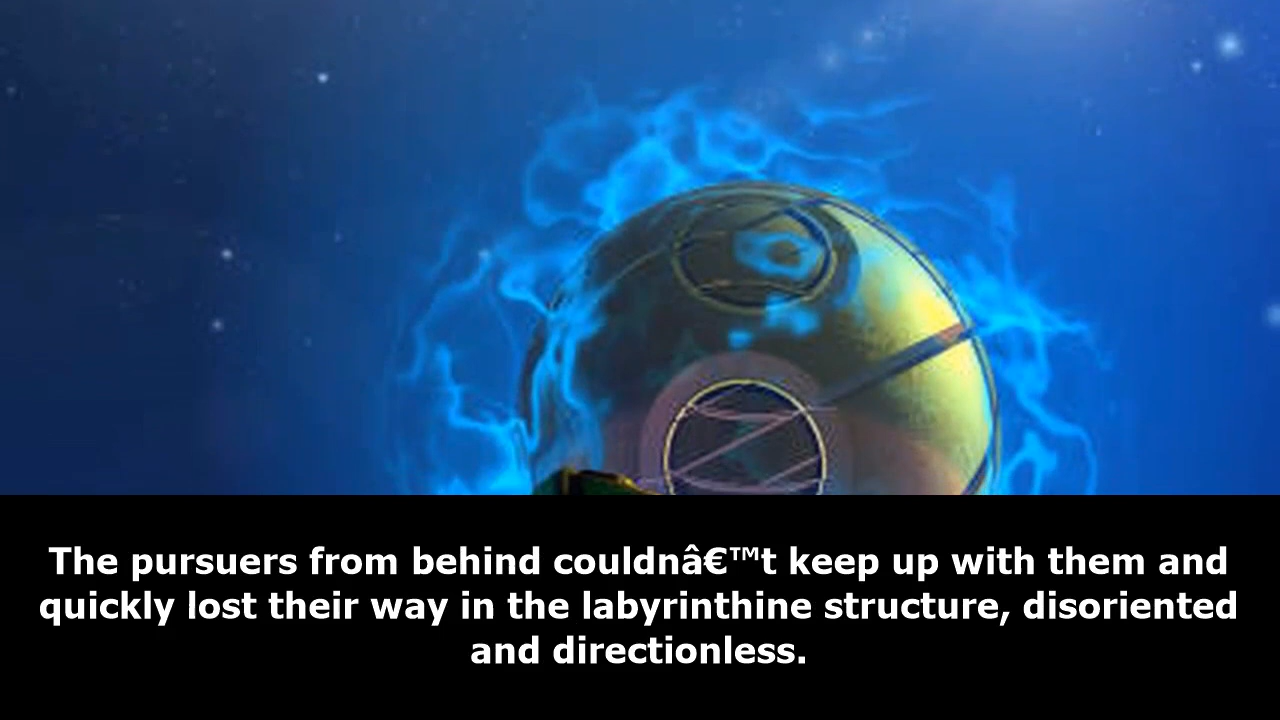 The pursuers from behind couldnâ€™t keep up with them and
quickly lost their way in the labyrinthine structure, disoriented
and directionless.